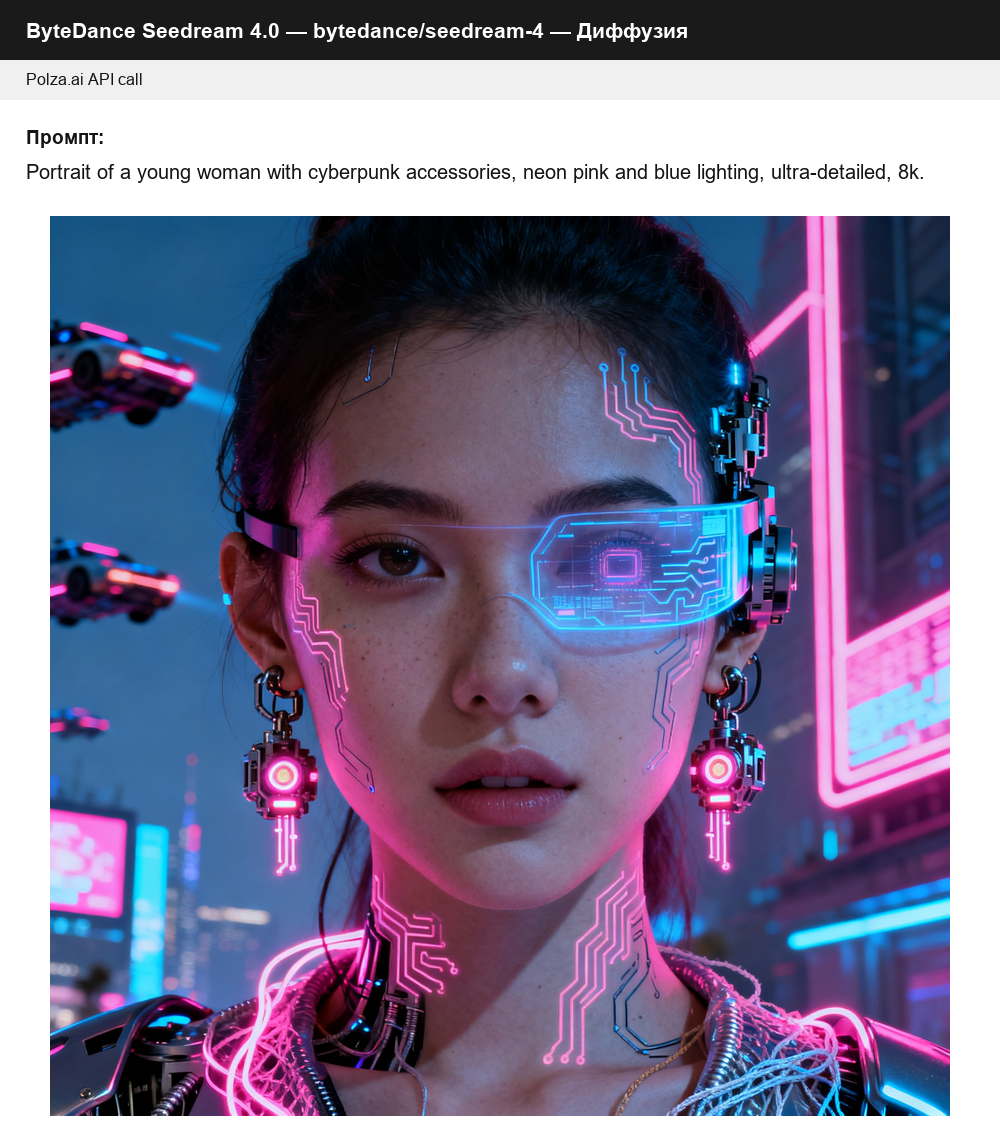 ByteDance Seedream 4.0 — bytedance/seedream-4 — Диффузия
Polza.ai API call
Промпт:
Portrait of a young woman with cyberpunk accessories, neon pink and blue lighting, ultra-detailed, 8k.